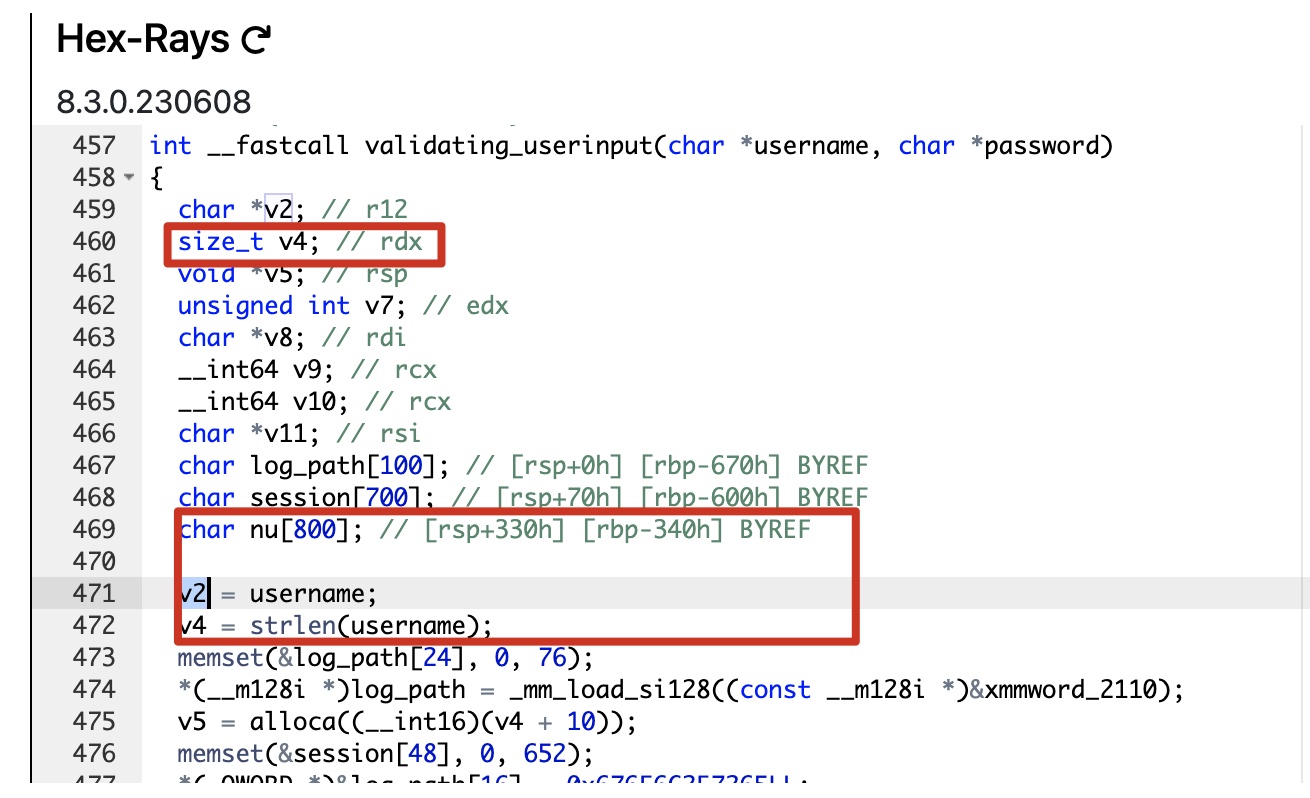 Hex-Rays
8.3.0.230608
457 int __fastcall validating_userinput(char *username, char *password)
458 {
459 char *v2; // r12
460 size_t v4; // rdx
461 void *v5; // rsp
462 unsigned int v7; // edx
463 char *v8; // rdi
464 __int64 v9; // rcx
465 __int64 v10; // rcx
466 char *v11; // rsi
467 char log_path[100]; // [rsp+0h] [rbp-670h] BYREF
468 char session[700]; // [rsp+70h] [rbp-600h] BYREF
469 char nu[800]; // [rsp+330h] [rbp-340h] BYREF
470
471 v2 = username;
472 v4 = strlen(username);
473 memset(&log_path[24], 0, 76);
474 *(__m128i *)log_path = _mm_load_si128((const __m128i *)&xmmword_2110);
475 v5 = alloca((__int16)(v4 + 10));
476 memset(&session[48], 0, 652);